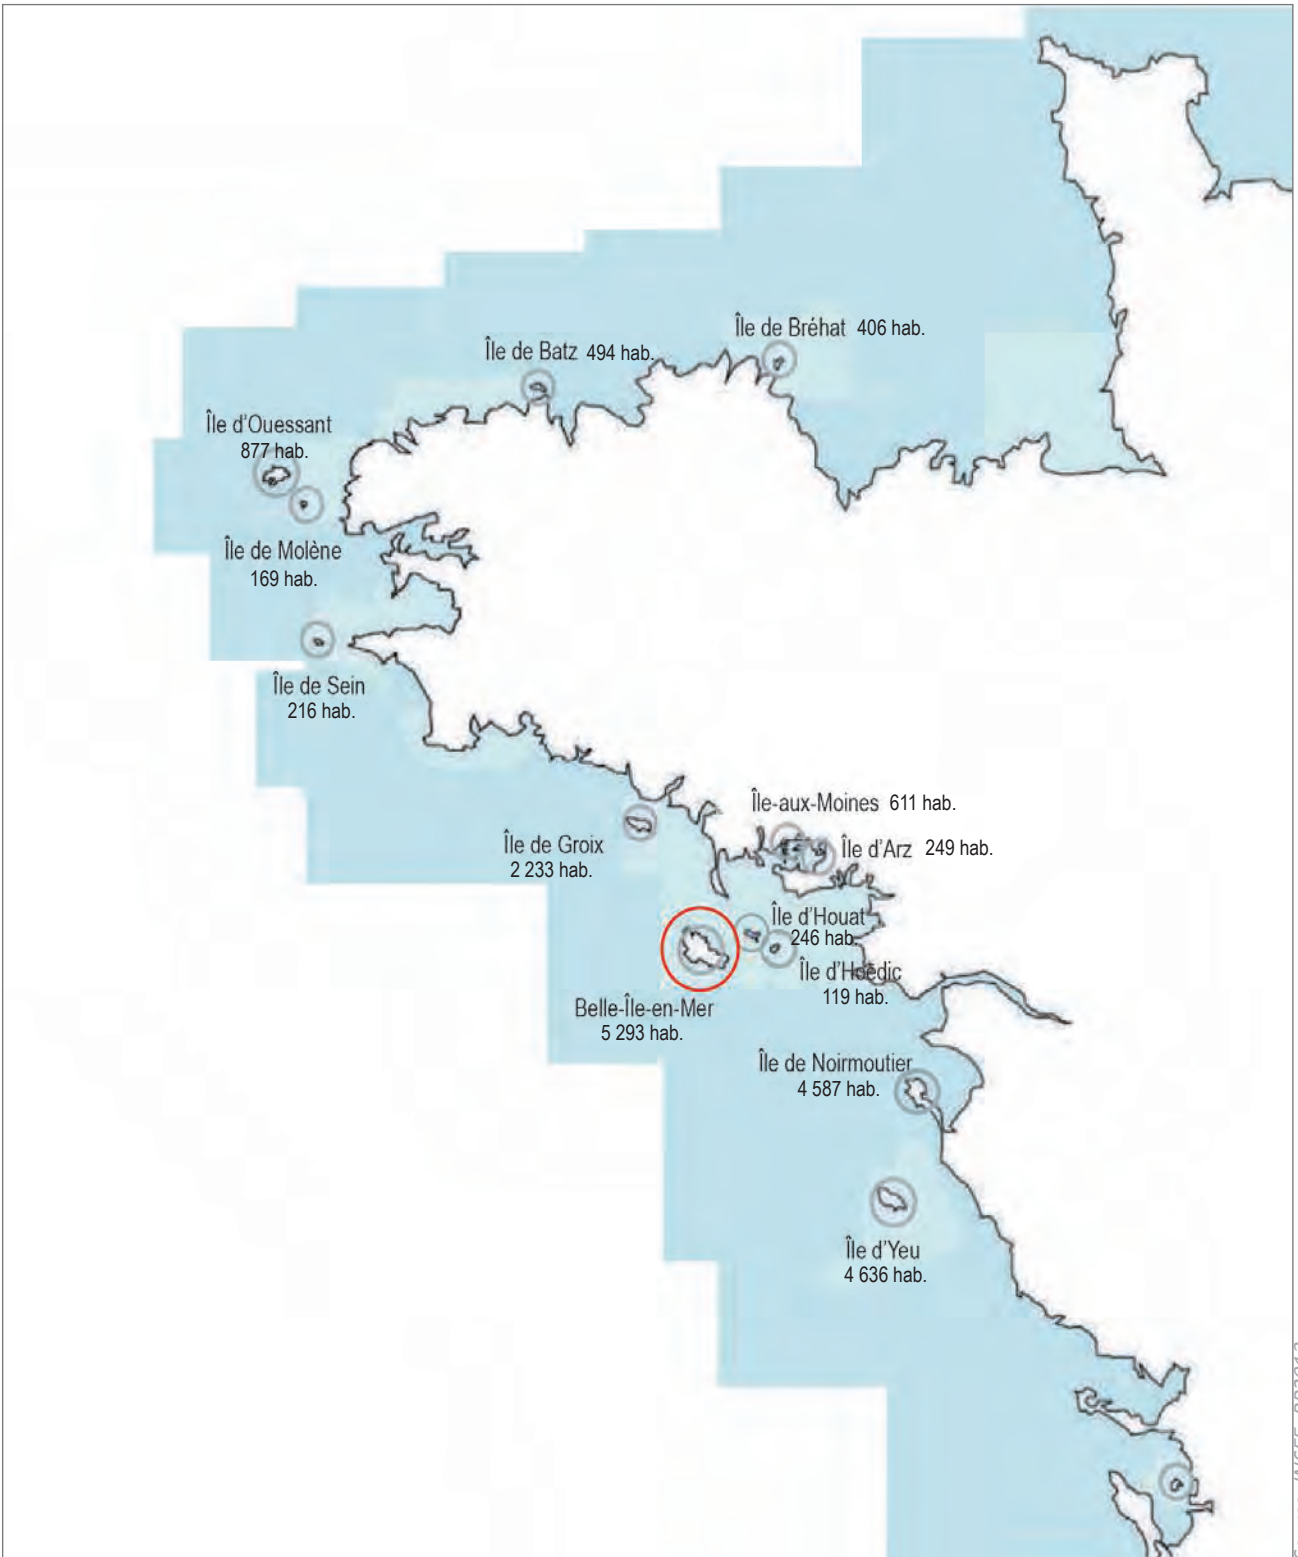 Île de Bréhat 406 hab.
Île de Batz 494 hab.
Île d'Ouessant
877 hab.
Île de Molène
169 hab.
Île de Sein
216 hab.
Île-aux-Moines 611 hab.
Île de Groix
2 233 hab.
Île d'Arz 249 hab.
Île d'Houat
246 hab.
Île d'Hoëdic
119 hab.
Belle-Île-en-Mer
5 293 hab.
Île de Noirmoutier
4 587 hab.
Île d'Yeu
4 636 hab.